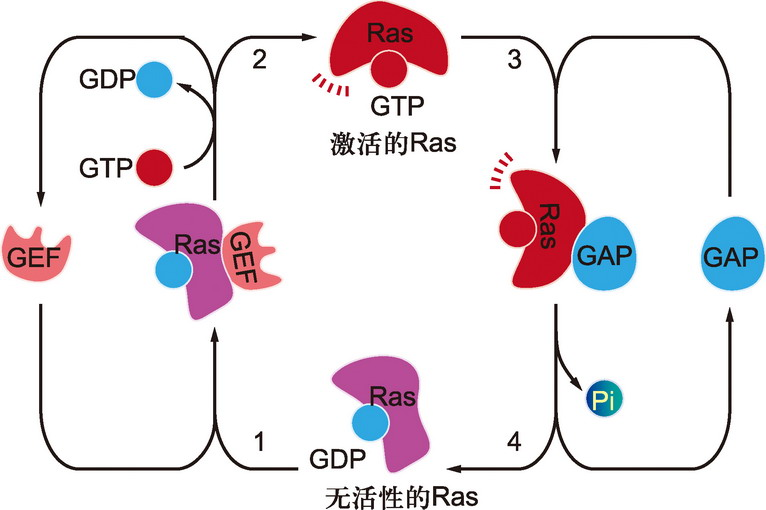 2
Ras
3
GDP
GTP
激活的Ras
GTP
GEF
Ras
GEF
Ras
GAP
GAP
Ras
Pi
1
GDP
4
无活性的Ras